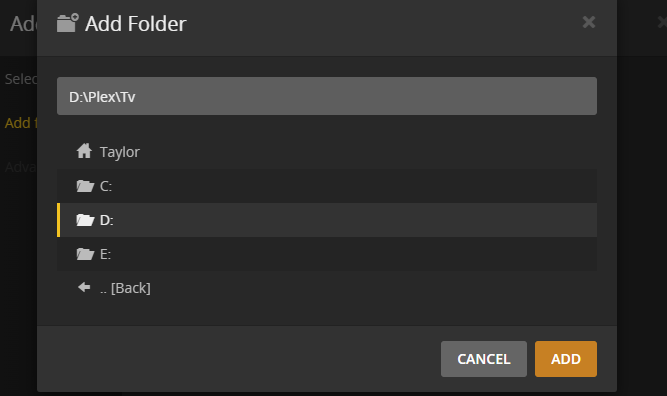 Add
Add Folder
Selec
D:\Plex\Tv
Add f
Taylor
Adva
C:
D:
E:
.. [Back]
CANCEL
ADD